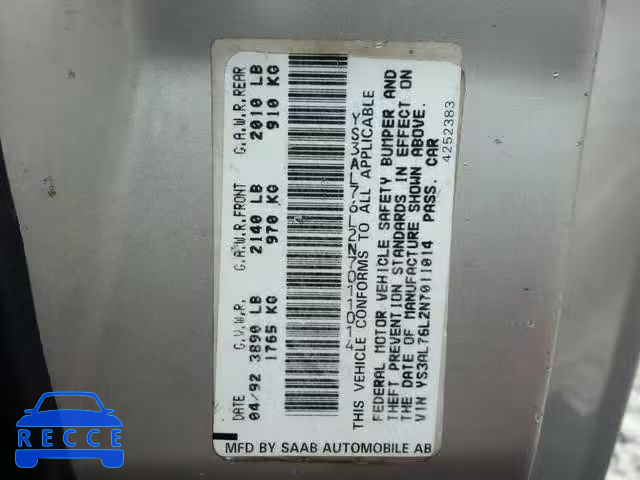 DATE G.V.W.R. G.A.W.R.FRONT G.A.W.R.REAR
04/92 3890 LB 2140 LB 2010 LB
1765 KG 970 KG 910 KG
YS3AL76L2N7011014
THIS VEHICLE CONFORMS TO ALL APPLICABLE
FEDERAL MOTOR VEHICLE SAFETY BUMPER AND
THEFT PREVENTION STANDARDS IN EFFECT ON
THE DATE OF MANUFACTURE SHOWN ABOVE.
VIN YS3AL76L2N7011014 PASS. CAR
4252383
MFD BY SAAB AUTOMOBILE AB
RECCE